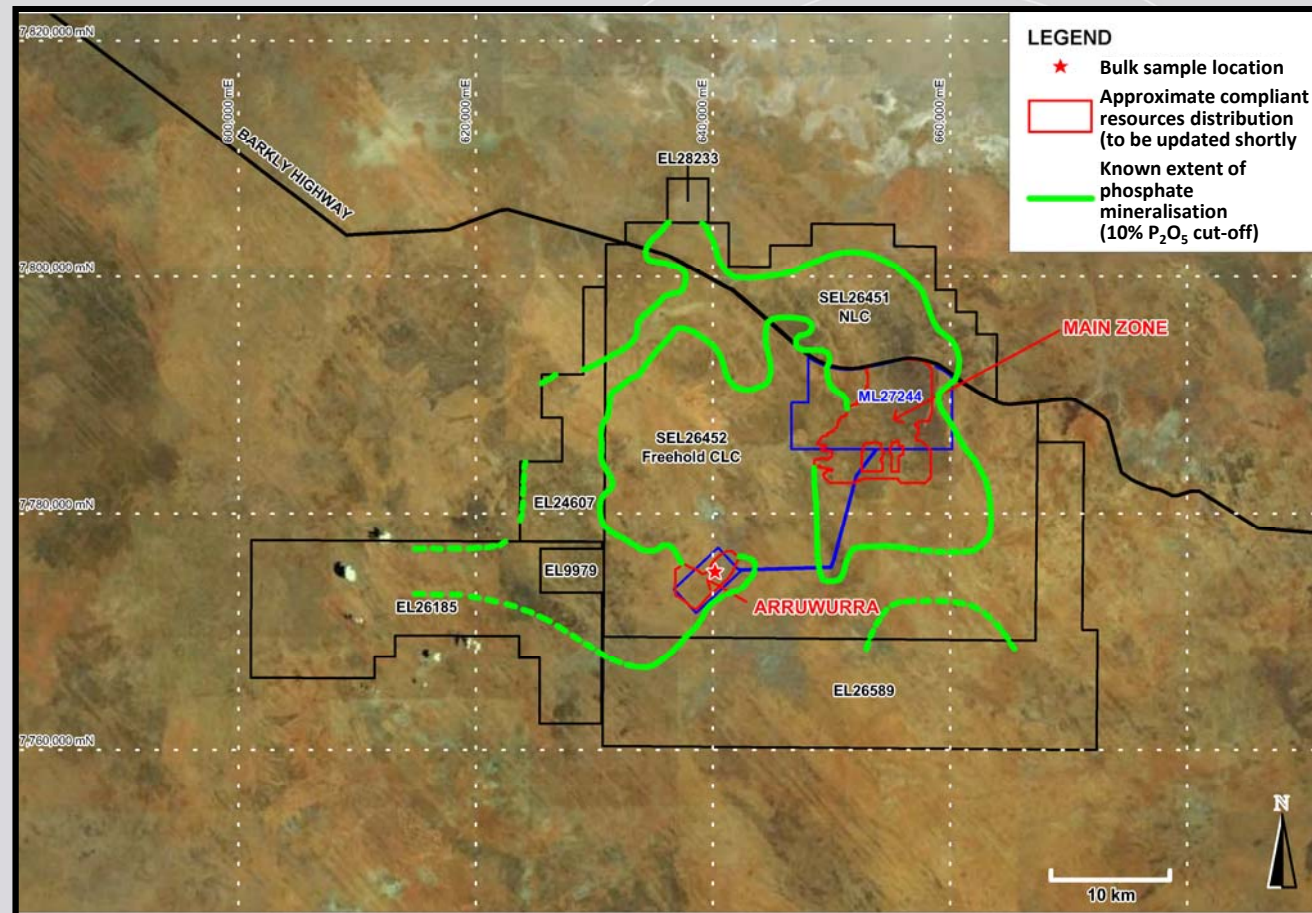 LEGEND
Bulk sample location
Approximate compliant
resources distribution
(to be updated shortly
Known extent of
phosphate
mineralisation
(10% P₂O₅ cut-off)
7,820,000 mN
600,000 mE
620,000 mE
640,000 mE
660,000 mE
BARKLY HIGHWAY
EL28233
7,800,000 mN
SEL26451
NLC
MAIN ZONE
ML27244
SEL26452
Freehold CLC
EL24607
7,780,000 mN
EL9979
EL26185
ARRUWURRA
EL26589
7,760,000 mN
N
10 km